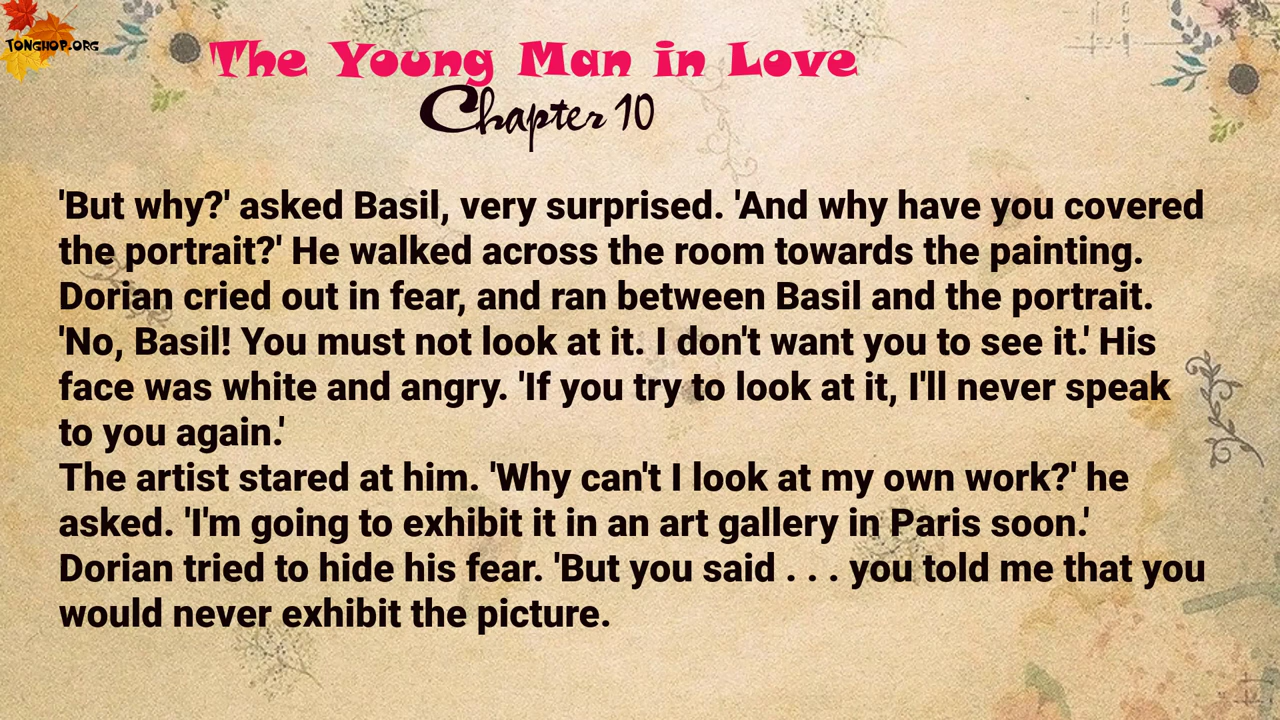 TONGHOP.ORG
The Young Man in Love
Chapter 10
'But why?' asked Basil, very surprised. 'And why have you covered
the portrait?' He walked across the room towards the painting.
Dorian cried out in fear, and ran between Basil and the portrait.
'No, Basil! You must not look at it. I don't want you to see it.' His
face was white and angry. 'If you try to look at it, I'll never speak
to you again.'
The artist stared at him. 'Why can't I look at my own work?' he
asked. 'I'm going to exhibit it in an art gallery in Paris soon.'
Dorian tried to hide his fear. 'But you said . . . you told me that you
would never exhibit the picture.